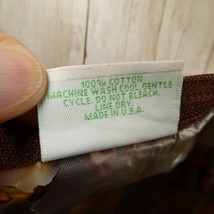 100% COTTON
MACHINE WASH COOL, GENTLE
CYCLE. DO NOT BLEACH.
LINE DRY.
MADE IN U.S.A.